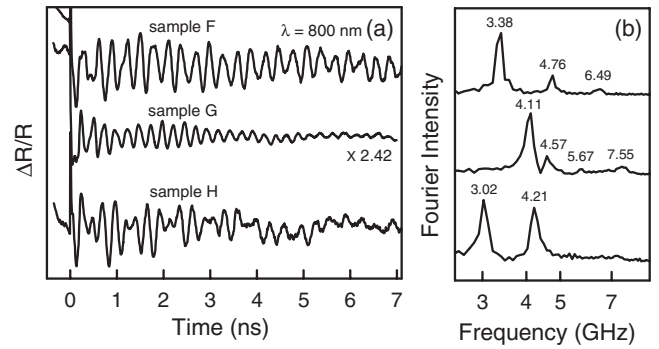 (a)
sample F
λ = 800 nm
sample G
X 2.42
sample H
ΔR/R
0 1 2 3 4 5 6 7
Time (ns)
(b)
3.38
4.76
6.49
4.11
4.57
5.67
7.55
3.02
4.21
Fourier Intensity
3 4 5 7
Frequency (GHz)